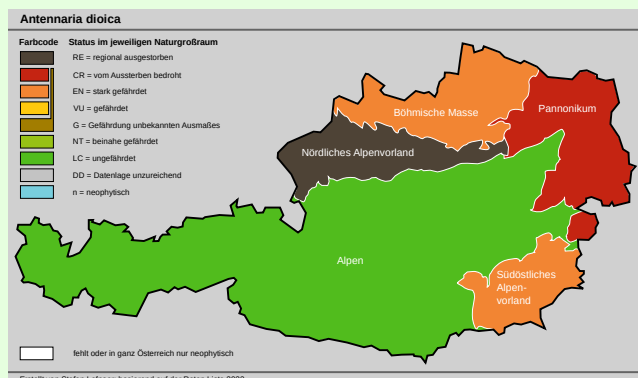 Antennaria dioica
Farbcode Status im jeweiligen Naturgroßraum
RE = regional ausgestorben
CR = vom Aussterben bedroht
EN = stark gefährdet
VU = gefährdet
G = Gefährdung unbekannten Ausmaßes
NT = beinahe gefährdet
LC = ungefährdet
DD = Datenlage unzureichend
n = neophytisch
Böhmische Masse
Pannonikum
Nördliches Alpenvorland
Alpen
Südöstliches
Alpen-
vorland
fehlt oder in ganz Österreich nur neophytisch